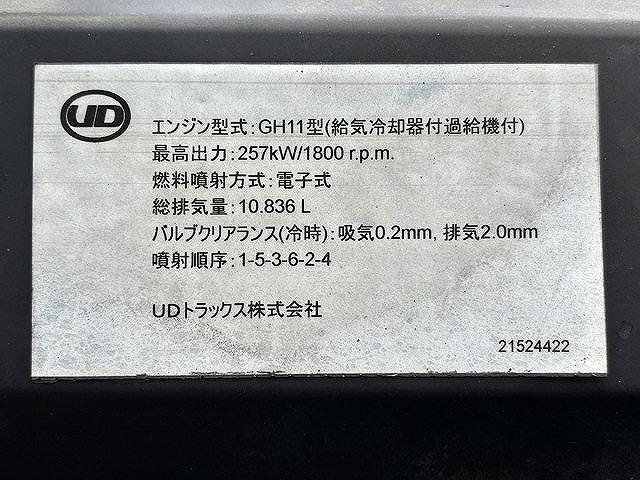 UD
エンジン型式:GH11型(給気冷却器付過給機付)
最高出力:257kW/1800 r.p.m.
燃料噴射方式:電子式
総排気量:10.836 L
バルブクリアランス(冷時):吸気0.2mm, 排気2.0mm
噴射順序:1-5-3-6-2-4
UDトラックス株式会社
21524422